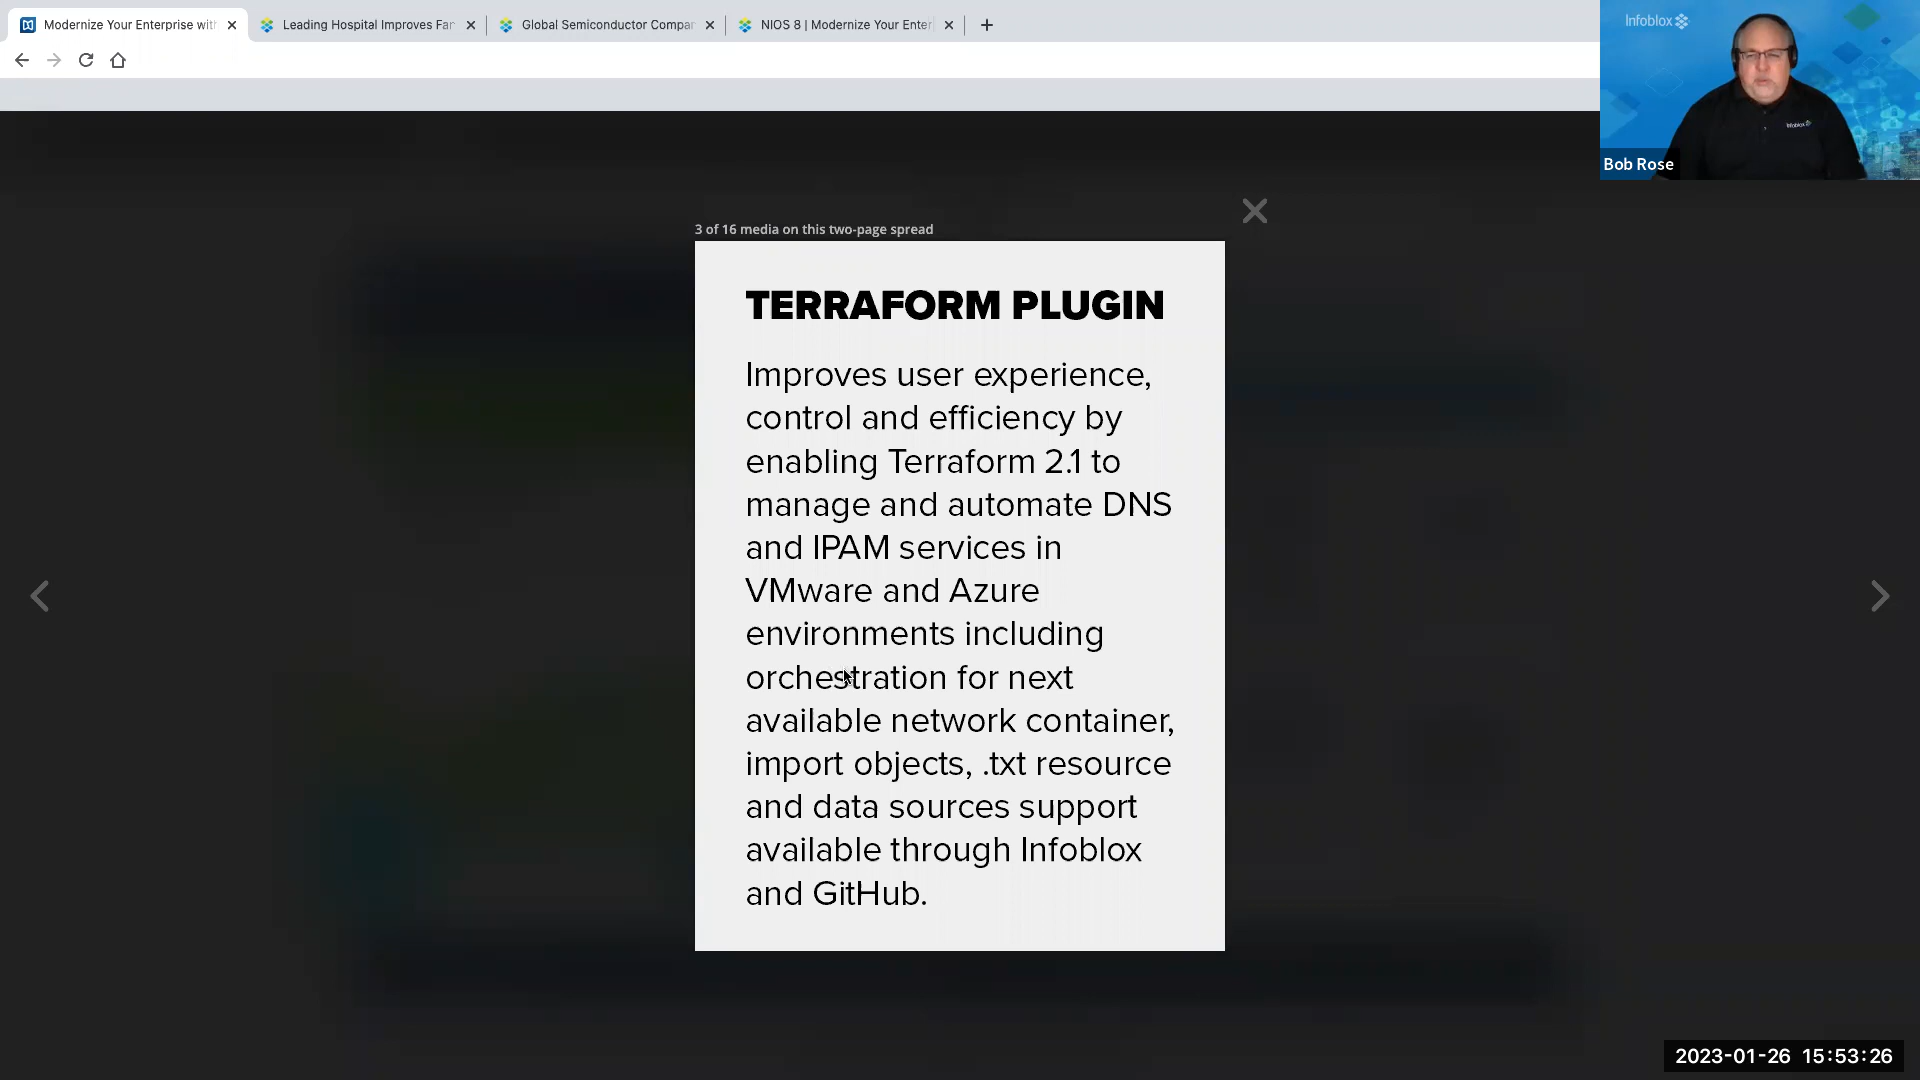 Modernize Your Enterprise with
Leading Hospital Improves Far
Global Semiconductor Compar
NIOS 8 | Modernize Your Enter
Infoblox
infoblox
Bob Rose
3 of 16 media on this two-page spread
TERRAFORM PLUGIN
Improves user experience,
control and efficiency by
enabling Terraform 2.1 to
manage and automate DNS
and IPAM services in
VMware and Azure
environments including
orchestration for next
available network container,
import objects, .txt resource
and data sources support
available through Infoblox
and GitHub.
2023-01-26 15:53:26